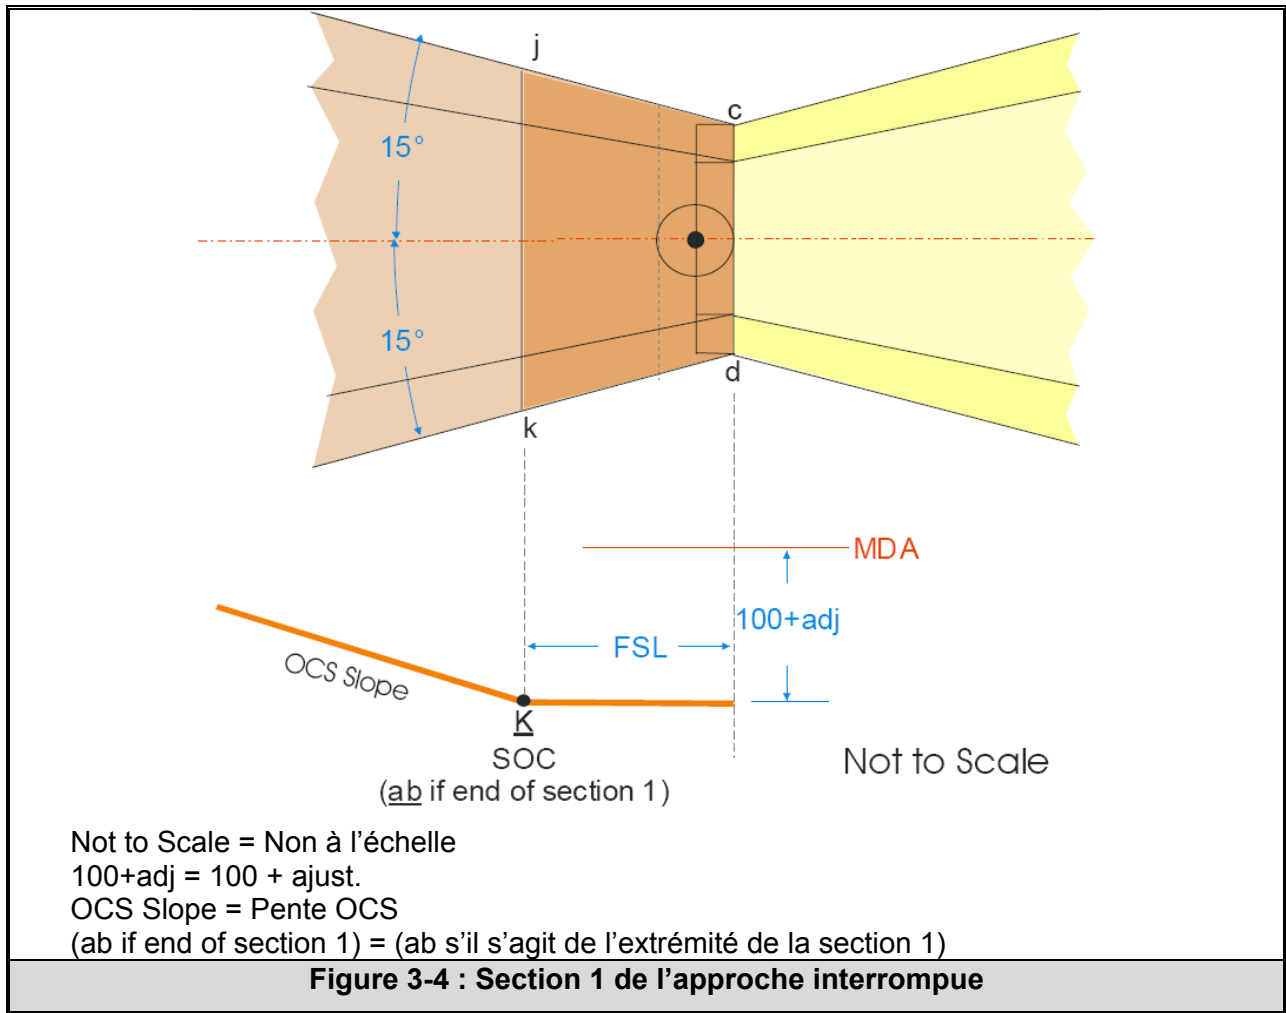 j
c
15°
15°
d
k
MDA
100+adj
FSL
OCS Slope
K
SOC
(ab if end of section 1)
Not to Scale
Not to Scale = Non à l’échelle
100+adj = 100 + ajust.
OCS Slope = Pente OCS
(ab if end of section 1) = (ab s’il s’agit de l’extrémité de la section 1)
Figure 3-4 : Section 1 de l’approche interrompue